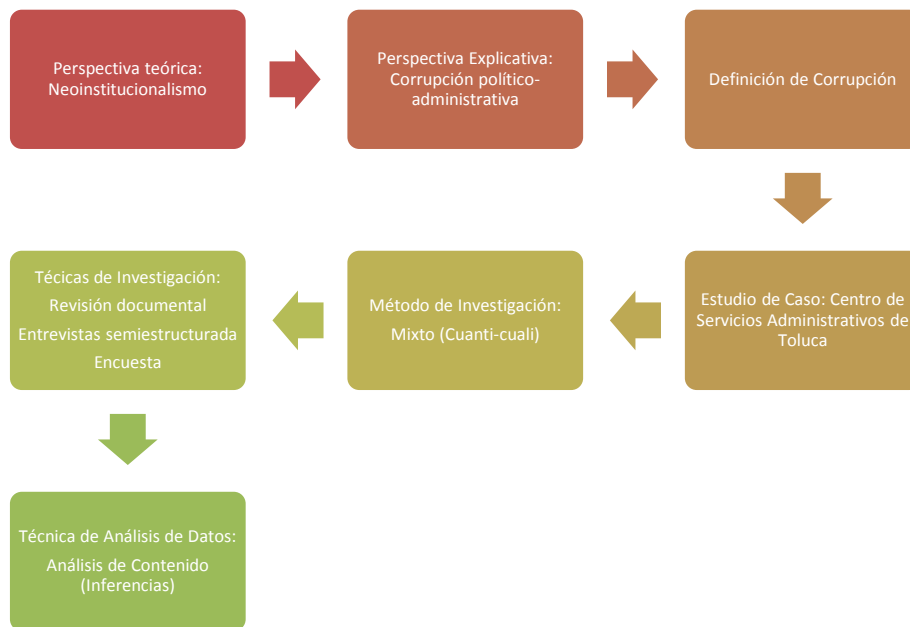 Perspectiva teórica:
Neoinstitucionalismo
Perspectiva Explicativa:
Corrupción político-
administrativa
Definición de Corrupción
Estudio de Caso: Centro de
Servicios Administrativos de
Toluca
Método de Investigación:
Mixto (Cuanti-cuali)
Técicas de Investigación:
Revisión documental
Entrevistas semiestructurada
Encuesta
Técnica de Análisis de Datos:
Análisis de Contenido
(Inferencias)